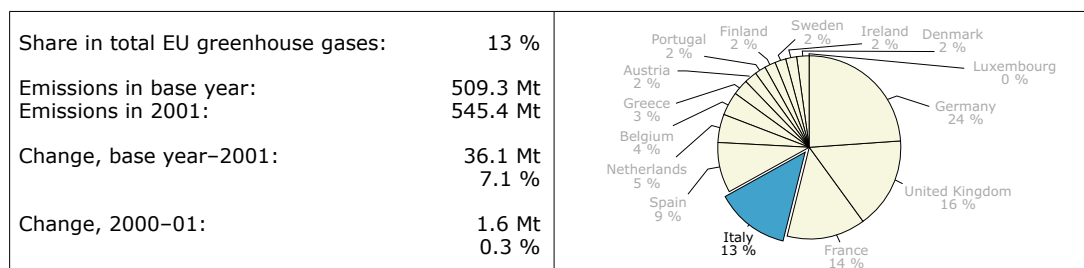 Share in total EU greenhouse gases: 13 %
Emissions in base year: 509.3 Mt
Emissions in 2001: 545.4 Mt
Change, base year–2001: 36.1 Mt
7.1 %
Change, 2000–01: 1.6 Mt
0.3 %
Sweden
2 %
Ireland
2 %
Denmark
2 %
Finland
2 %
Portugal
2 %
Luxembourg
0 %
Austria
2 %
Greece
3 %
Germany
24 %
Belgium
4 %
Netherlands
5 %
United Kingdom
16 %
Spain
9 %
Italy
13 %
France
14 %